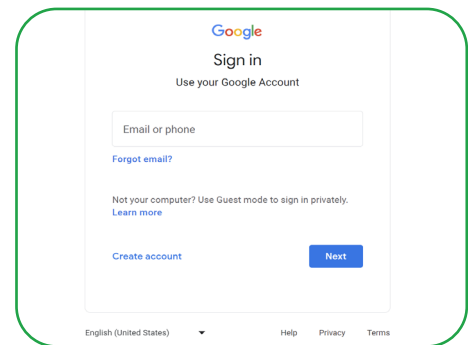 Google
Sign in
Use your Google Account
Email or phone
Forgot email?
Not your computer? Use Guest mode to sign in privately.
Learn more
Create account
Next
English (United States)
Help Privacy Terms